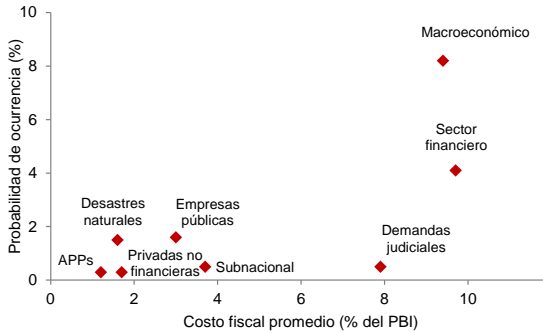 Probabilidad de ocurrencia (%)
10
8
6
4
2
0
Macroeconómico
Sector
financiero
Desastres
naturales
Empresas
públicas
Demandas
judiciales
APPs
Privadas no
financieras
Subnacional
0
2
4
6
8
10
Costo fiscal promedio (% del PBI)